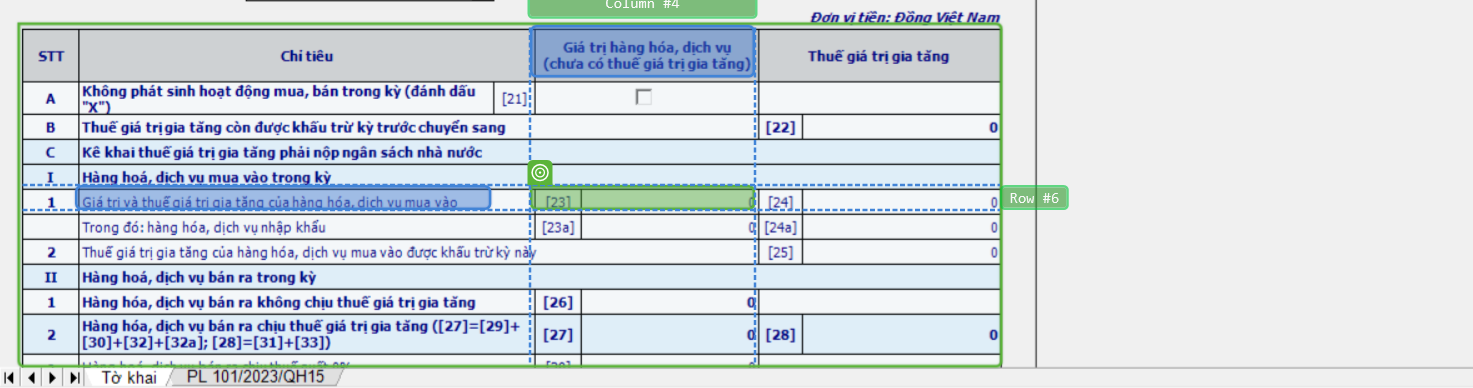 Column #4
Đơn vị tiền: Đồng Việt Nam
STT Chỉ tiêu Giá trị hàng hóa, dịch vụ (chưa có thuế giá trị gia tăng) Thuế giá trị gia tăng
A Không phát sinh hoạt động mua, bán trong kỳ (đánh dấu "X") [21]
B Thuế giá trị gia tăng còn được khấu trừ kỳ trước chuyển sang [22] 0
C Kê khai thuế giá trị gia tăng phải nộp ngân sách nhà nước
I Hàng hoá, dịch vụ mua vào trong kỳ
1 Giá trị và thuế giá trị gia tăng của hàng hóa, dịch vụ mua vào [23] 0 [24] 0
Row #6
Trong đó: hàng hóa, dịch vụ nhập khẩu [23a] 0 [24a] 0
2 Thuế giá trị gia tăng của hàng hóa, dịch vụ mua vào được khấu trừ kỳ này [25] 0
II Hàng hoá, dịch vụ bán ra trong kỳ
1 Hàng hóa, dịch vụ bán ra không chịu thuế giá trị gia tăng [26] 0
2 Hàng hóa, dịch vụ bán ra chịu thuế giá trị gia tăng ([27]=[29]+
[30]+[32]+[32a]; [28]=[31]+[33]) [27] 0 [28] 0
Tờ khai PL 101/2023/QH15